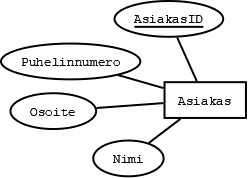 AsiakasID
Puhelinnumero
Asiakas
Osoite
Nimi